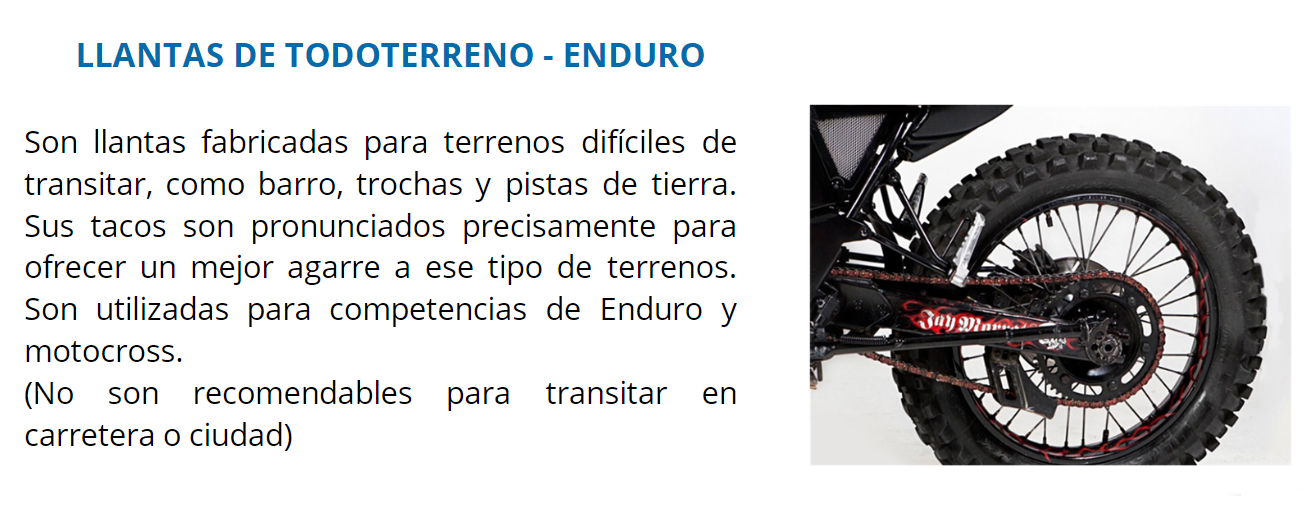 LLANTAS DE TODOTERRENO - ENDURO
Son llantas fabricadas para terrenos difíciles de
transitar, como barro, trochas y pistas de tierra.
Sus tacos son pronunciados precisamente para
ofrecer un mejor agarre a ese tipo de terrenos.
Son utilizadas para competencias de Enduro y
motocross.
(No son recomendables para transitar en
carretera o ciudad)
Jay